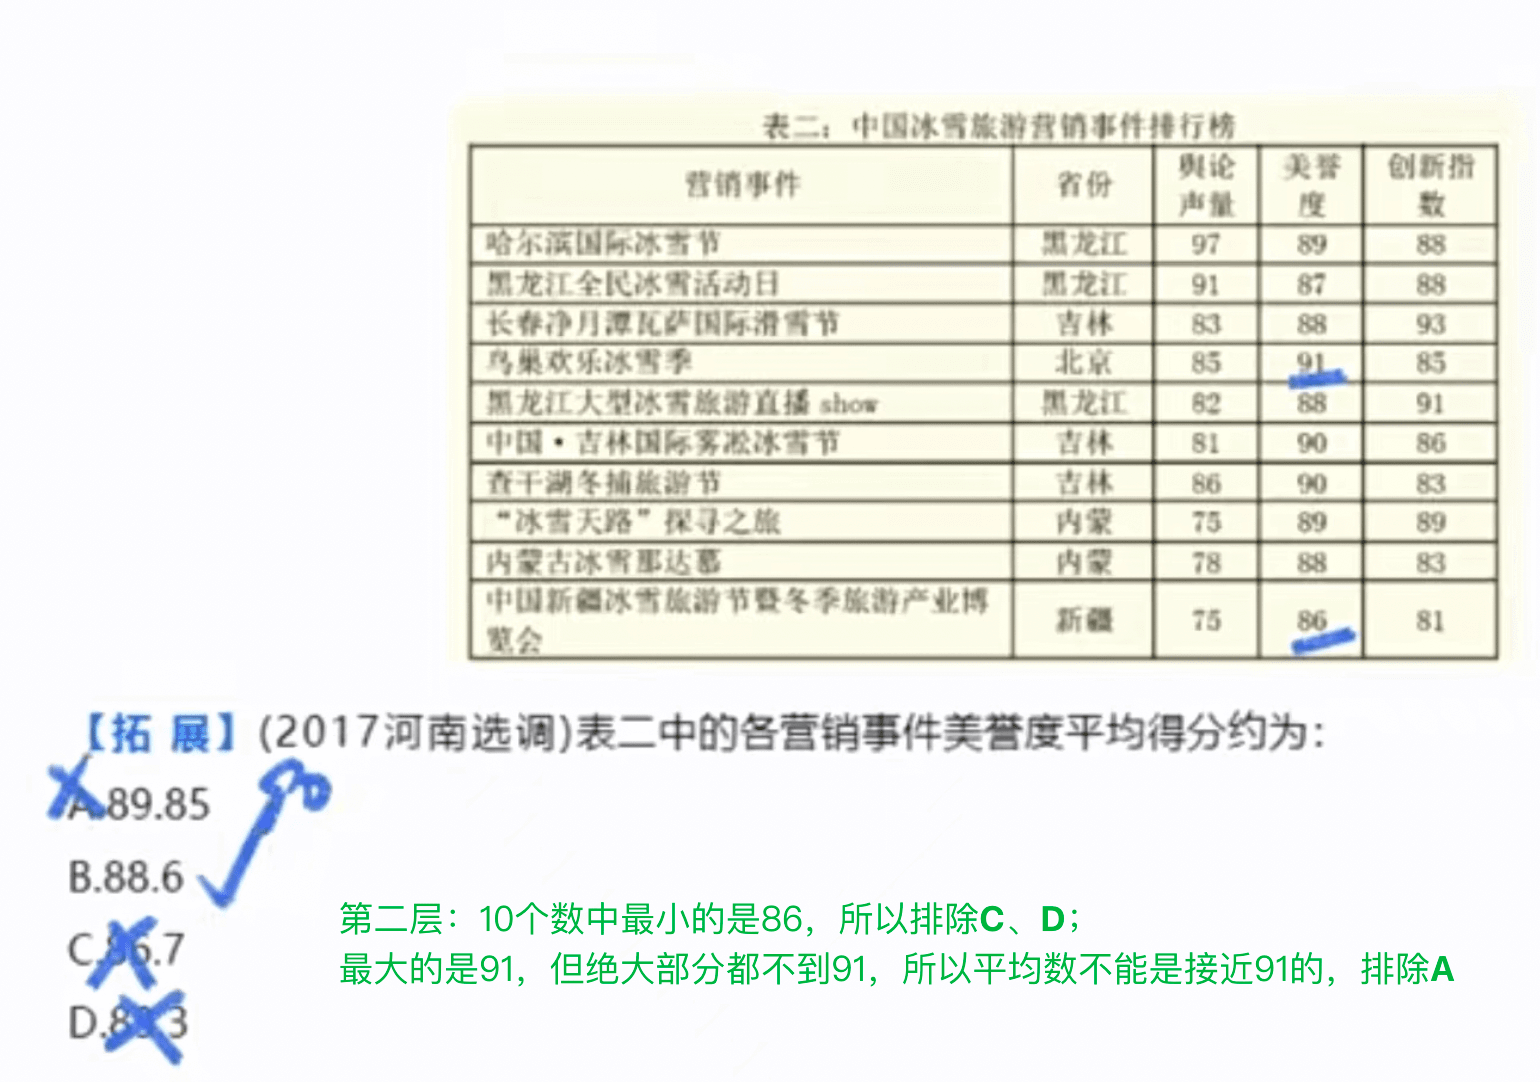 表二：中国冰雪旅游营销事件排行榜
营销事件 省份 舆论声量 美誉度 创新指数
哈尔滨国际冰雪节 黑龙江 97 89 88
黑龙江全民冰雪活动日 黑龙江 91 87 88
长春净月潭瓦萨国际滑雪节 吉林 83 88 93
鸟巢欢乐冰雪季 北京 85 91 85
黑龙江大型冰雪旅游直播 show 黑龙江 82 88 91
中国·吉林国际雾凇冰雪节 吉林 81 90 86
查干湖冬捕旅游节 吉林 86 90 83
“冰雪天路”探寻之旅 内蒙 75 89 89
内蒙古冰雪那达慕 内蒙 78 88 83
中国新疆冰雪旅游节暨冬季旅游产业博
览会 新疆 75 86 81
【拓 展】(2017河南选调)表二中的各营销事件美誉度平均得分约为：
A.89.85
B.88.6
C.86.7
D.
第二层：10个数中最小的是86，所以排除C、D；
最大的是91，但绝大部分都不到91，所以平均数不能是接近91的，排除A